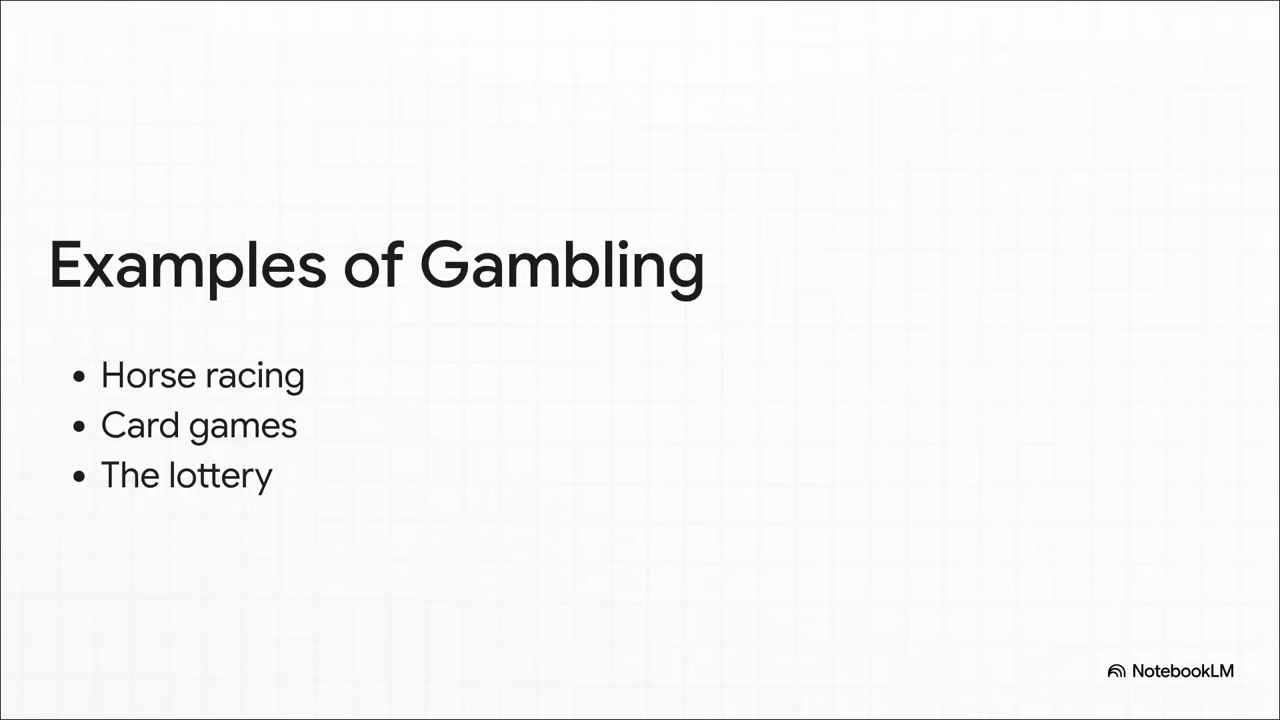 Examples of Gambling
• Horse racing
• Card games
• The lottery
NotebookLM